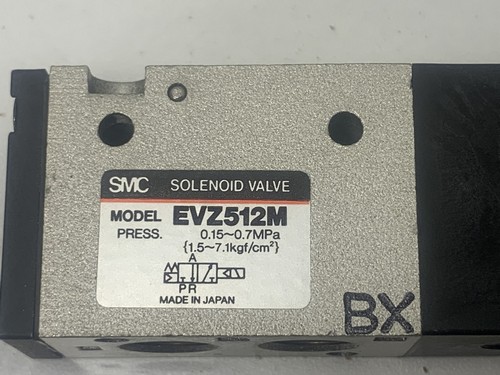 SMC SOLENOID VALVE
MODEL EVZ512M
PRESS. 0.15~0.7MPa
{1.5~7.1kgf/cm²}
A
PR
MADE IN JAPAN
BX